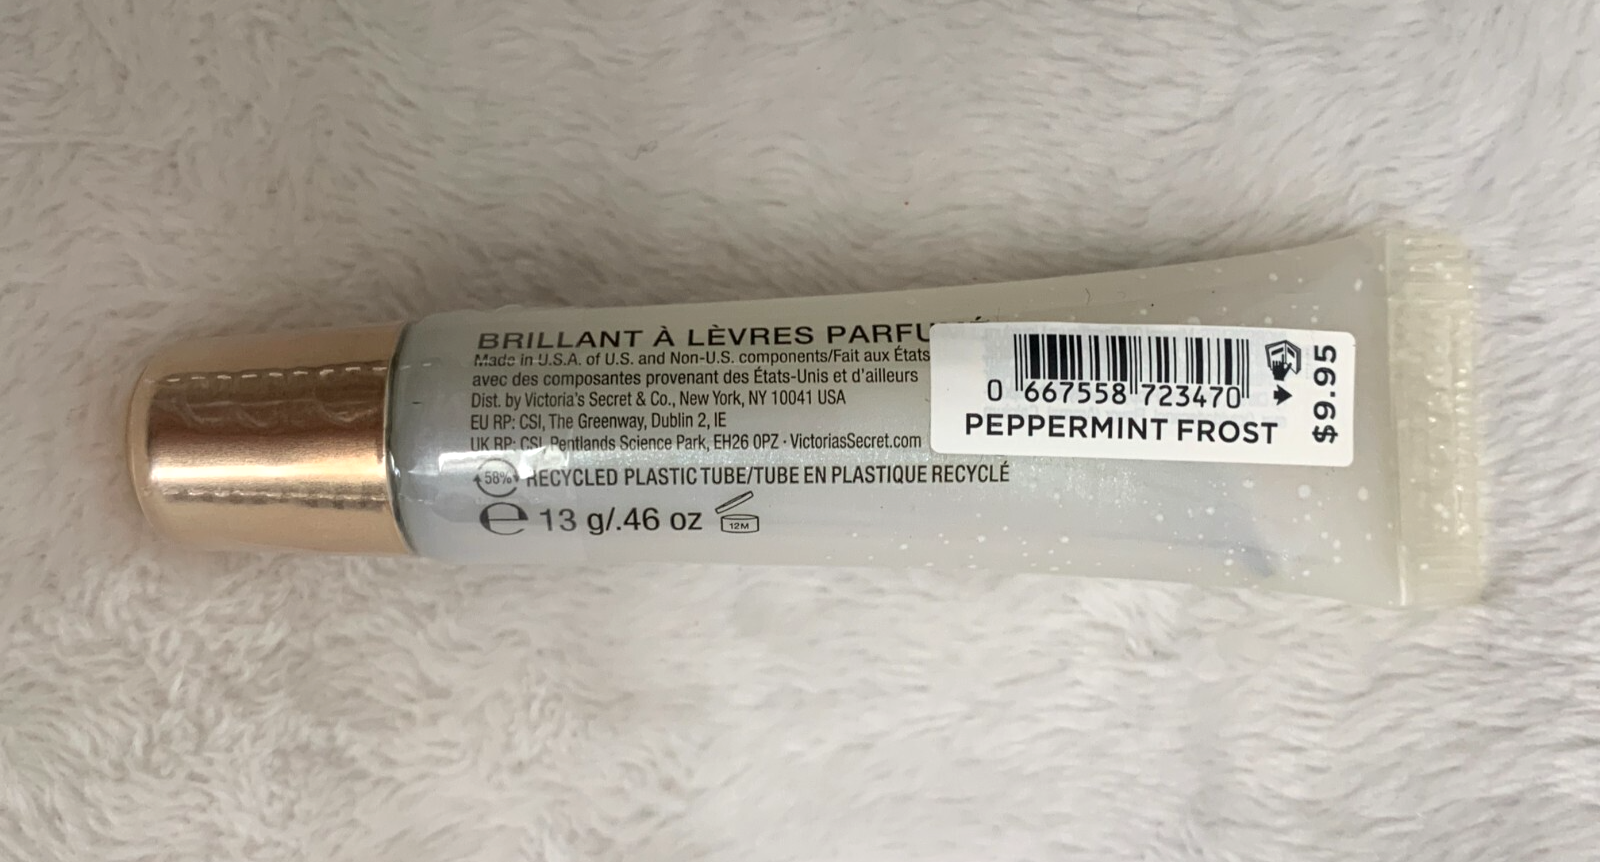 BRILLANT À LÈVRES
Made in U.S.A. of U.S. and Non-U.S. components/Fait aux États
avec des composantes provenant des États-Unis et d'ailleurs
Dist. by Victoria's Secret & Co., New York, NY 10041 USA
EU RP: CSI, The Greenway, Dublin 2, IE
UK RP: CSI, Pentlands Science Park, EH26 0PZ · VictoriasSecret.com
58% RECYCLED PLASTIC TUBE/TUBE EN PLASTIQUE RECYCLÉ
e 13 g/.46 oz 12M
0 667558 723470
PEPPERMINT FROST
$9.95